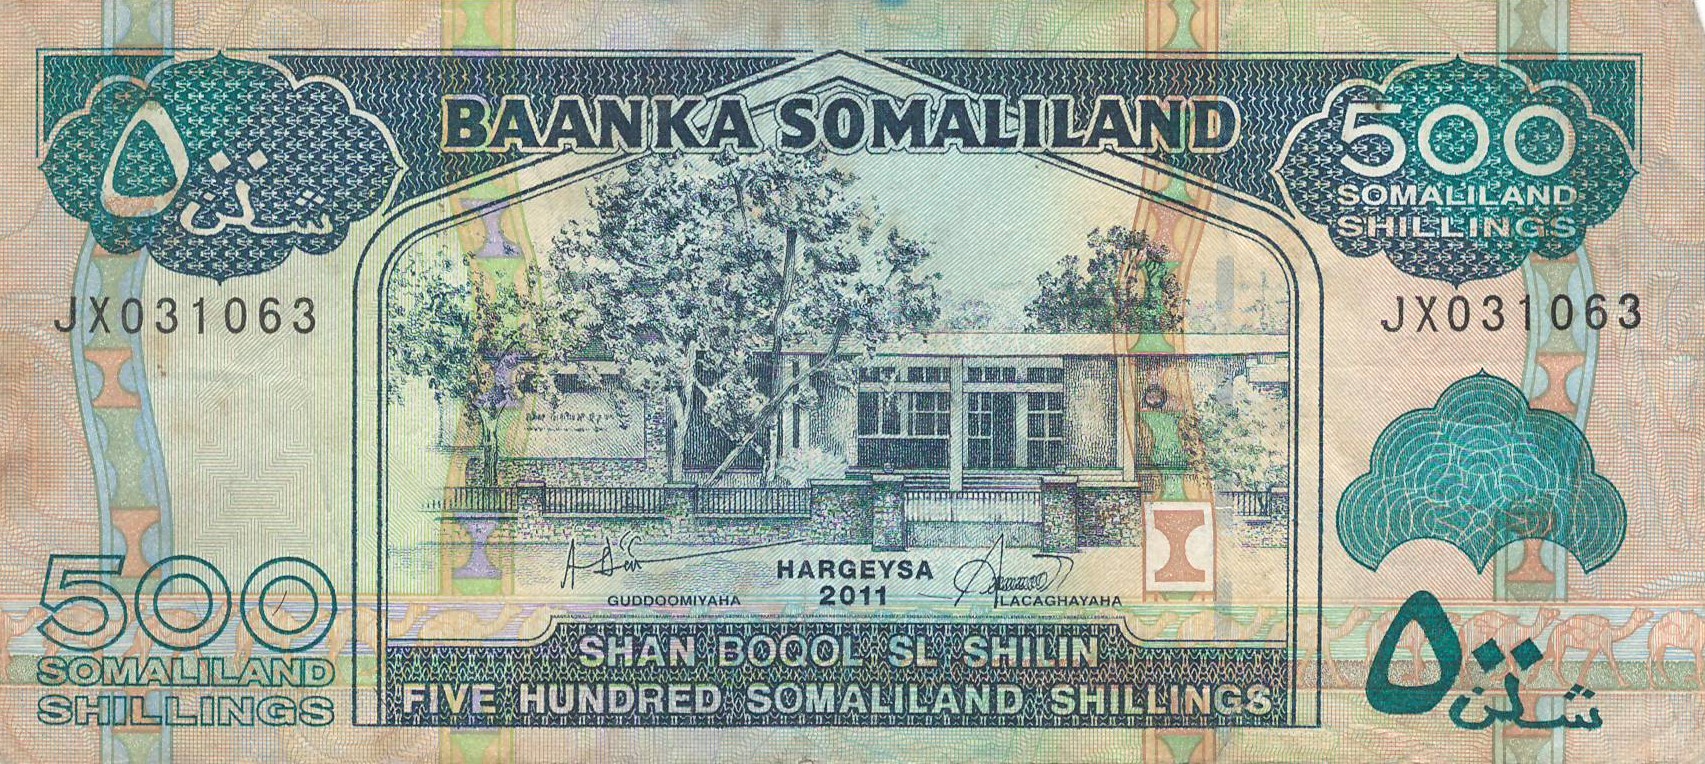 BAANKA SOMALILAND
٥٠٠
شلن
500
SOMALILAND
SHILLINGS
JX031063
JX031063
HARGEYSA
2011
GUDDOOMIYAHA
LACAGHAYAHA
500
SOMALILAND
SHILLINGS
SHAN BOQOL SL SHILIN
FIVE HUNDRED SOMALILAND SHILLINGS
٥٠٠
شلن